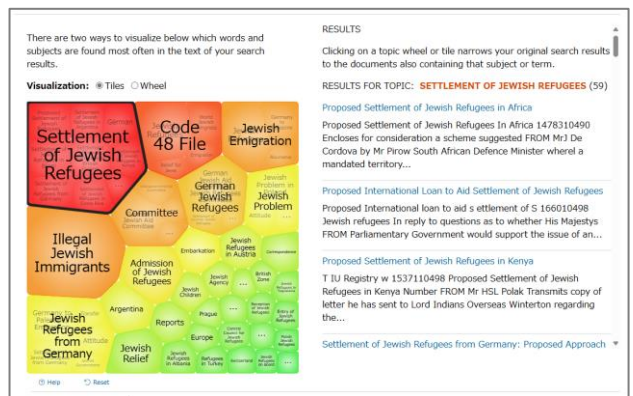 There are two ways to visualize below which words and
subjects are found most often in the text of your search
results.
Visualization: Tiles Wheel
Settlement
of Jewish
Refugees
Code
48 File
Jewish
Emigration
German
Jewish
Refugees
Jewish
Problem
Committee
Illegal
Jewish
Immigrants
Admission
of Jewish
Refugees
Embarkation
Jewish
Refugees
in Austria
Correspondence
Jewish
Agency
...
British
Zone
Jewish
Children
Jewish
Refugees
from
Germany
Argentina
Reports
Prague
...
Europe
Jewish
Relief
Jewish
Refugees
in Albania
Refugees
in Turkey
Switzerland
Help Reset
RESULTS
Clicking on a topic wheel or tile narrows your original search results
to the documents also containing that subject or term.
RESULTS FOR TOPIC: SETTLEMENT OF JEWISH REFUGEES (59)
Proposed Settlement of Jewish Refugees in Africa
Proposed Settlement of Jewish Refugees In Africa 1478310490
Encloses for consideration a scheme suggested FROM MrJ De
Cordova by Mr Pirow South African Defence Minister wherel a
mandated territory...
Proposed International Loan to Aid Settlement of Jewish Refugees
Proposed International loan to aid s ettlement of S 166010498
Jewish refugees In reply to questions as to whether His Majestys
FROM Parliamentary Government would support the issue of an...
Proposed Settlement of Jewish Refugees in Kenya
T IU Registry w 1537110498 Proposed Settlement of Jewish
Refugees in Kenya Number FROM Mr HSL Polak Transmits copy of
letter he has sent to Lord Indians Overseas Winterton regarding
the...
Settlement of Jewish Refugees from Germany: Proposed Approach